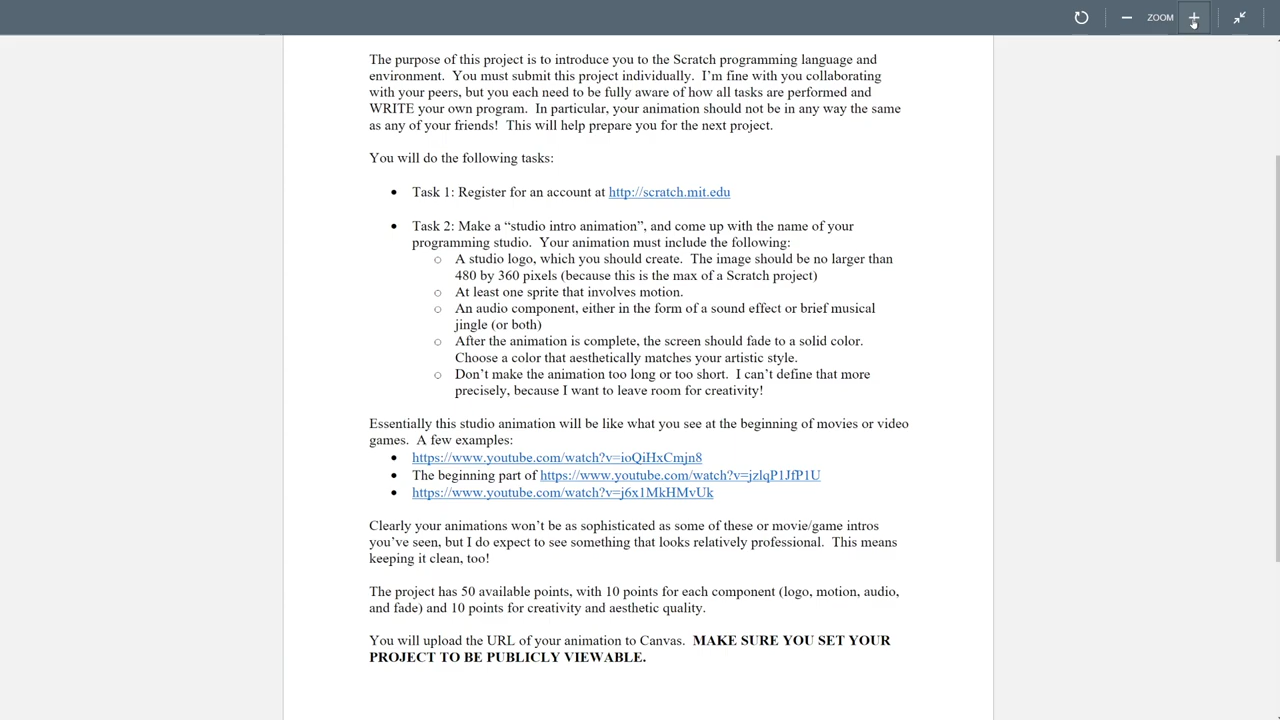 ZOOM
The purpose of this project is to introduce you to the Scratch programming language and
environment.  You must submit this project individually.  I'm fine with you collaborating
with your peers, but you each need to be fully aware of how all tasks are performed and
WRITE your own program.  In particular, your animation should not be in any way the same
as any of your friends!  This will help prepare you for the next project.
You will do the following tasks:
• Task 1: Register for an account at http://scratch.mit.edu
• Task 2: Make a “studio intro animation”, and come up with the name of your
programming studio.  Your animation must include the following:
○ A studio logo, which you should create.  The image should be no larger than
480 by 360 pixels (because this is the max of a Scratch project)
○ At least one sprite that involves motion.
○ An audio component, either in the form of a sound effect or brief musical
jingle (or both)
○ After the animation is complete, the screen should fade to a solid color.
Choose a color that aesthetically matches your artistic style.
○ Don't make the animation too long or too short.  I can't define that more
precisely, because I want to leave room for creativity!
Essentially this studio animation will be like what you see at the beginning of movies or video
games.  A few examples:
• https://www.youtube.com/watch?v=ioQiHxCmjn8
• The beginning part of https://www.youtube.com/watch?v=jzlqP1JfP1U
• https://www.youtube.com/watch?v=j6x1MkHMvUk
Clearly your animations won't be as sophisticated as some of these or movie/game intros
you've seen, but I do expect to see something that looks relatively professional.  This means
keeping it clean, too!
The project has 50 available points, with 10 points for each component (logo, motion, audio,
and fade) and 10 points for creativity and aesthetic quality.
You will upload the URL of your animation to Canvas.  MAKE SURE YOU SET YOUR
PROJECT TO BE PUBLICLY VIEWABLE.